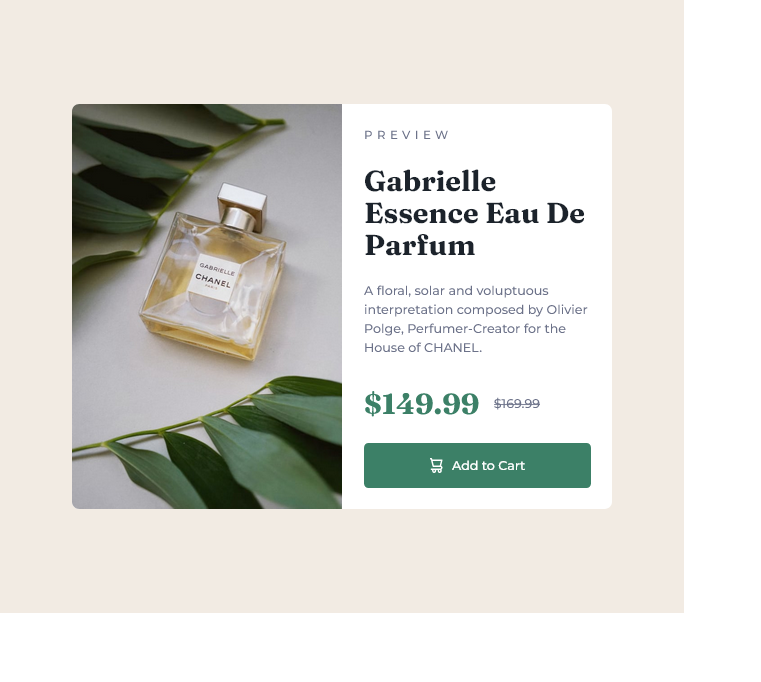 GABRIELLE
CHANEL
PARIS
PREVIEW
Gabrielle
Essence Eau De
Parfum
A floral, solar and voluptuous
interpretation composed by Olivier
Polge, Perfumer-Creator for the
House of CHANEL.
$149.99 $169.99
Add to Cart